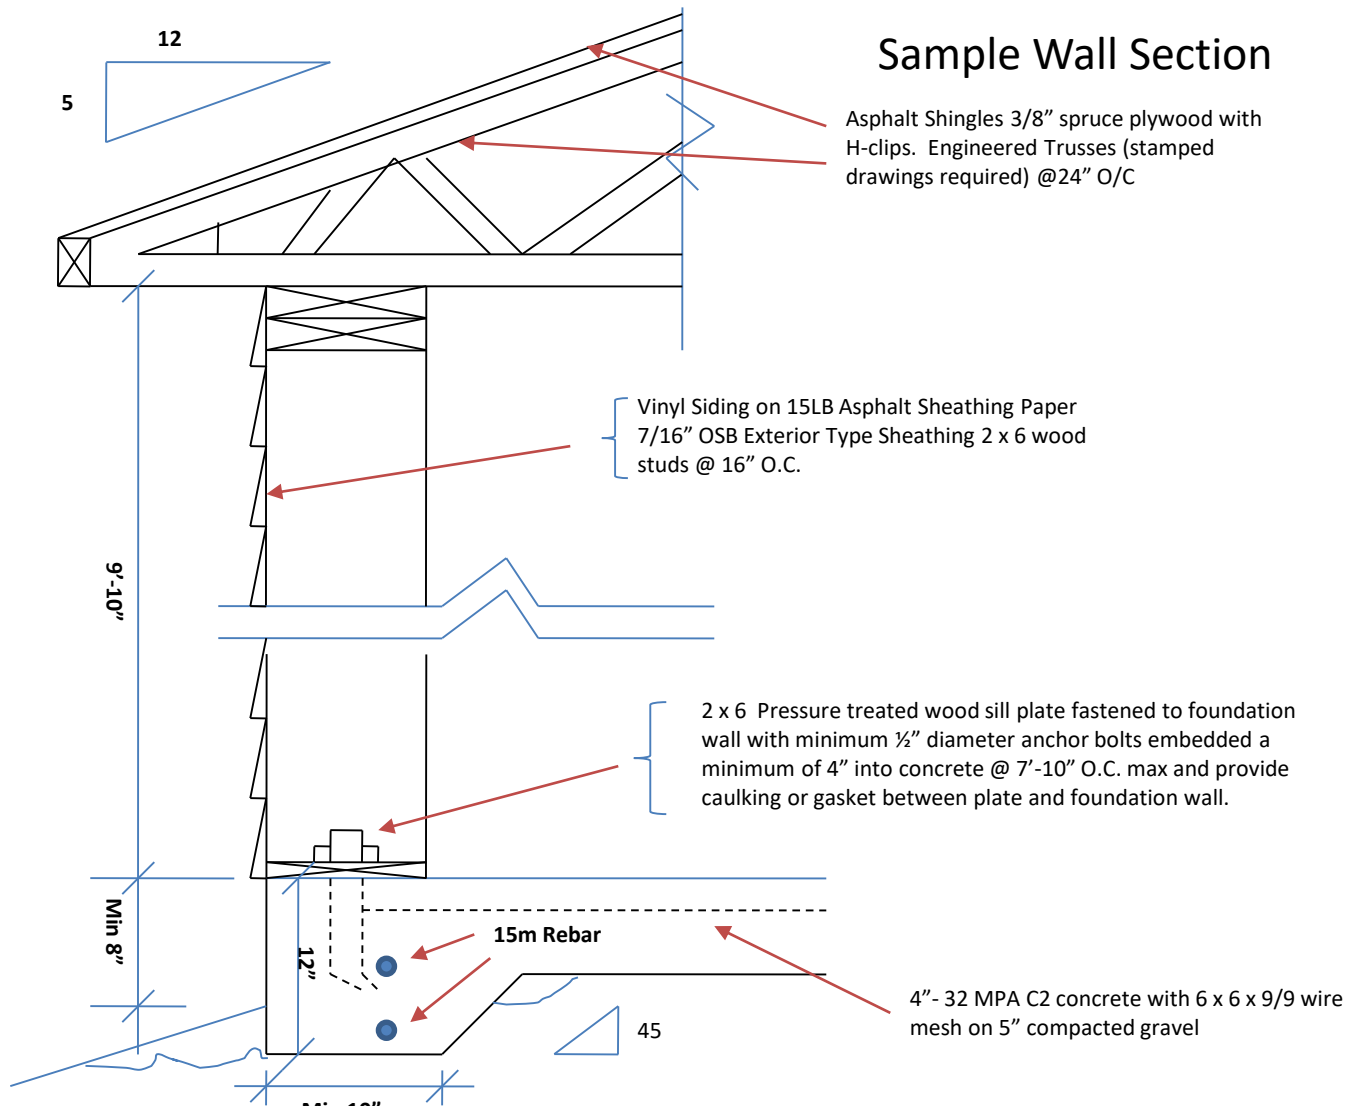 Sample Wall Section
12
5
Asphalt Shingles 3/8” spruce plywood with
H-clips. Engineered Trusses (stamped
drawings required) @24” O/C
Vinyl Siding on 15LB Asphalt Sheathing Paper
7/16” OSB Exterior Type Sheathing 2 x 6 wood
studs @ 16” O.C.
9’-10”
2 x 6 Pressure treated wood sill plate fastened to foundation
wall with minimum ½” diameter anchor bolts embedded a
minimum of 4” into concrete @ 7’-10” O.C. max and provide
caulking or gasket between plate and foundation wall.
Min 8”
12”
15m Rebar
4”- 32 MPA C2 concrete with 6 x 6 x 9/9 wire
mesh on 5” compacted gravel
45
Min 10”